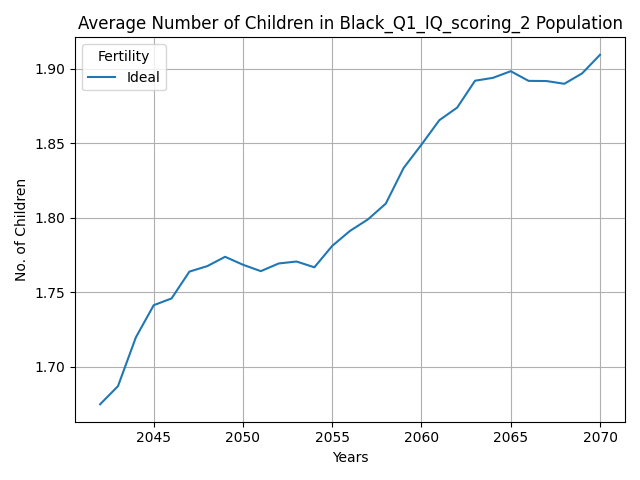 Average Number of Children in Black_Q1_IQ_scoring_2 Population
Fertility
Ideal
1.90
1.85
1.80
1.75
1.70
No. of Children
2045 2050 2055 2060 2065 2070
Years